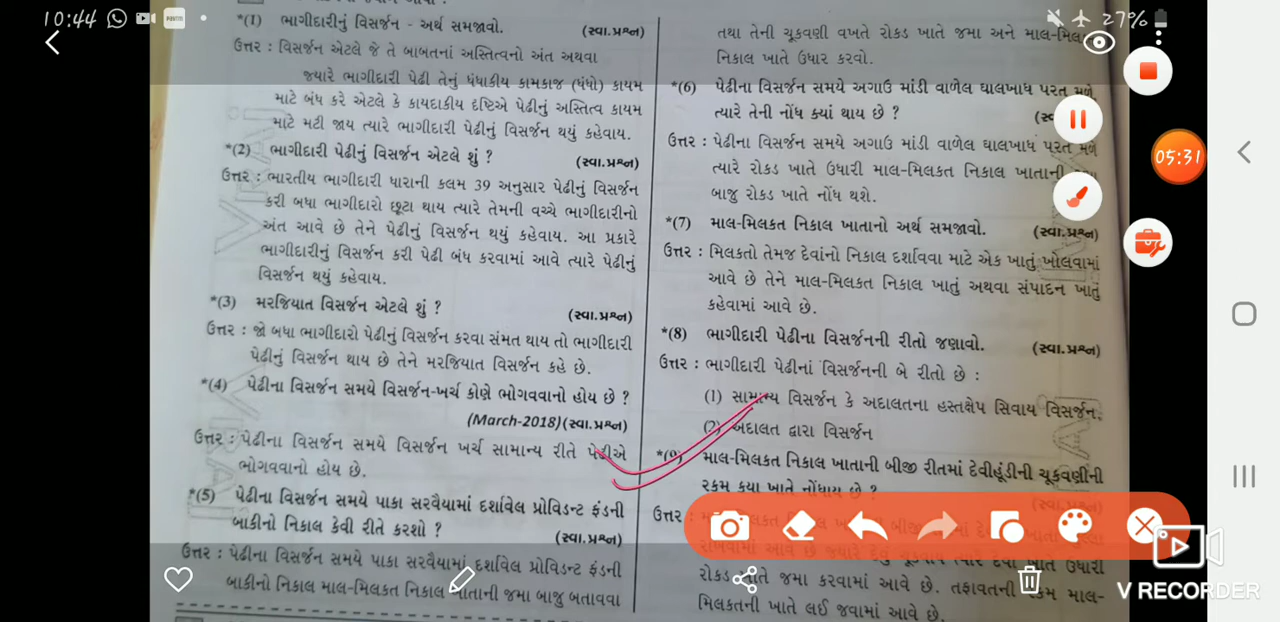 10:44
27%
05:31
*(1) ભાગીદારીનું વિસર્જન - અર્થ સમજાવો. (સ્વા.પ્રશ્ન)
ઉત્તર : વિસર્જન એટલે જે તે બાબતનાં અસ્તિત્વનો અંત અથવા
જ્યારે ભાગીદારી પેઢી તેનું ધંધાકીય કામકાજ (ધંધો) કાયમ
માટે બંધ કરે એટલે કે કાયદાકીય દૃષ્ટિએ પેઢીનું અસ્તિત્વ કાયમ
માટે મટી જાય ત્યારે ભાગીદારી પેઢીનું વિસર્જન થયું કહેવાય.
*(2) ભાગીદારી પેઢીનું વિસર્જન એટલે શું ? (સ્વા.પ્રશ્ન)
ઉત્તર : ભારતીય ભાગીદારી ધારાની કલમ 39 અનુસાર પેઢીનું વિસર્જન
કરી બધા ભાગીદારો છૂટા થાય ત્યારે તેમની વચ્ચે ભાગીદારીનો
અંત આવે છે તેને પેઢીનું વિસર્જન થયું કહેવાય. આ પ્રકારે
ભાગીદારીનું વિસર્જન કરી પેઢી બંધ કરવામાં આવે ત્યારે પેઢીનું
વિસર્જન થયું કહેવાય.
*(3) મરજિયાત વિસર્જન એટલે શું ? (સ્વા.પ્રશ્ન)
ઉત્તર : જો બધા ભાગીદારો પેઢીનું વિસર્જન કરવા સંમત થાય તો ભાગીદારી
પેઢીનું વિસર્જન થાય છે તેને મરજિયાત વિસર્જન કહે છે.
*(4) પેઢીના વિસર્જન સમયે વિસર્જન-ખર્ચ કોણે ભોગવવાનો હોય છે ?
(March-2018) (સ્વા.પ્રશ્ન)
ઉત્તર : પેઢીના વિસર્જન સમયે વિસર્જન ખર્ચ સામાન્ય રીતે પેઢીએ
ભોગવવાનો હોય છે.
*(5) પેઢીના વિસર્જન સમયે પાકા સરવૈયામાં દર્શાવેલ પ્રોવિડન્ટ ફંડની
બાકીનો નિકાલ કેવી રીતે કરશો ? (સ્વા.પ્રશ્ન)
ઉત્તર : પેઢીના વિસર્જન સમયે પાકા સરવૈયામાં દર્શાવેલ પ્રોવિડન્ટ ફંડની
બાકીનો નિકાલ માલ-મિલકત નિકાલ ખાતાની જમા બાજુ બતાવવા
તથા તેની ચૂકવણી વખતે રોકડ ખાતે જમા અને
નિકાલ ખાતે ઉધાર કરવો.
*(6) પેઢીના વિસર્જન સમયે અગાઉ માંડી વાળેલ ઘાલખાધ પરત મળે
ત્યારે તેની નોંધ ક્યાં થાય છે ?
ઉત્તર : પેઢીના વિસર્જન સમયે અગાઉ માંડી વાળેલ ઘાલખાધ પરત મળે
ત્યારે રોકડ ખાતે ઉધારી માલ-મિલકત નિકાલ ખાતાની
બાજુ રોકડ ખાતે નોંધ થશે.
*(7) માલ-મિલકત નિકાલ ખાતાનો અર્થ સમજાવો. (સ્વા.પ્રશ્ન)
ઉત્તર : મિલકતો તેમજ દેવાંનો નિકાલ દર્શાવવા માટે એક ખાતું ખોલવામાં
આવે છે તેને માલ-મિલકત નિકાલ ખાતું અથવા સંપાદન ખાતું
કહેવામાં આવે છે.
*(8) ભાગીદારી પેઢીના વિસર્જનની રીતો જણાવો. (સ્વા.પ્રશ્ન)
ઉત્તર : ભાગીદારી પેઢીનાં વિસર્જનની બે રીતો છે :
(1) સામાન્ય વિસર્જન કે અદાલતના હસ્તક્ષેપ સિવાય વિસર્જન.
(2) અદાલત દ્વારા વિસર્જન
*(9) માલ-મિલકત નિકાલ ખાતાની બીજી રીતમાં દેવીહૂંડીની ચૂકવણીની
રકમ કયા ખાતે નોંધાય છે ?
ઉત્તર :
રોકડ ખાતે જમા કરવામાં આવે છે. તફાવતની રકમ માલ-
મિલકતની ખાતે લઈ જવામાં આવે છે.
V RECORDER